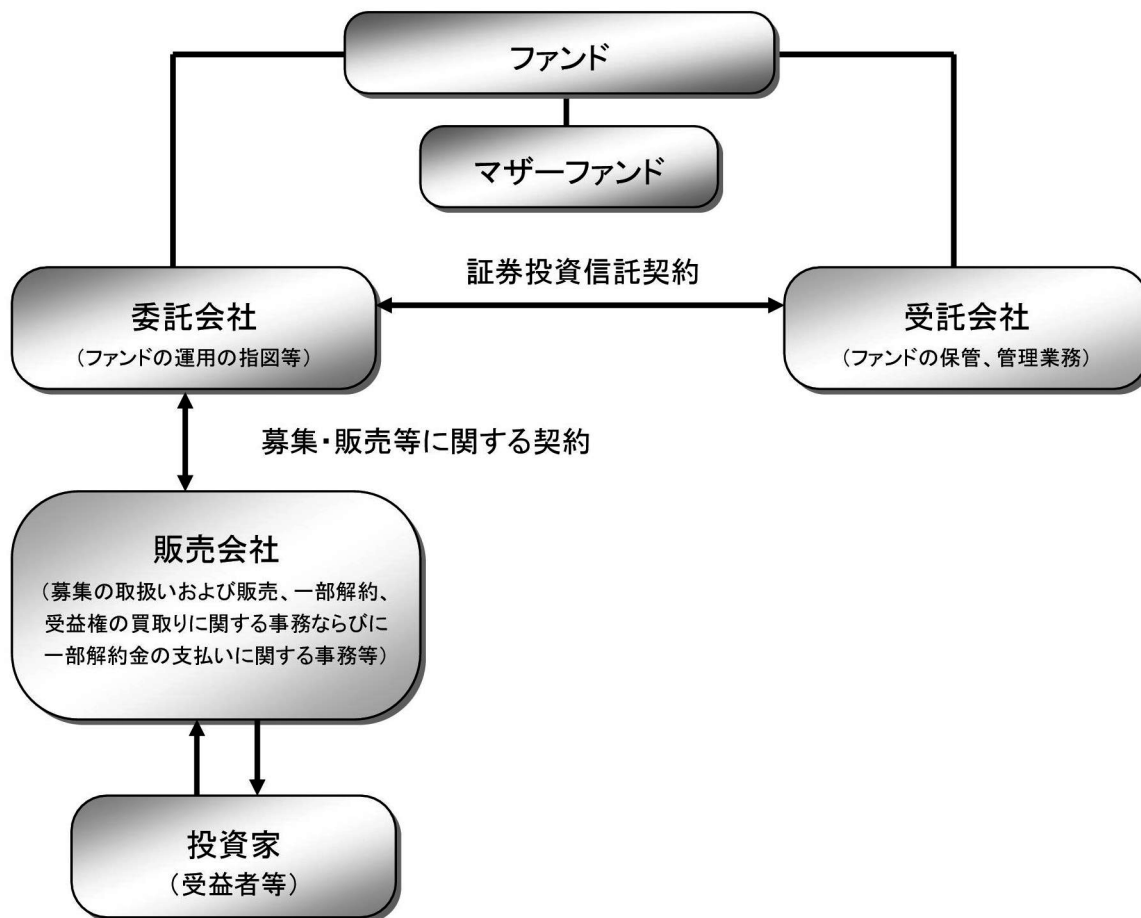 ファンド
マザーファンド
証券投資信託契約
委託会社
（ファンドの運用の指図等）
受託会社
（ファンドの保管、管理業務）
募集・販売等に関する契約
販売会社
（募集の取扱いおよび販売、一部解約、
受益権の買取りに関する事務ならびに
一部解約金の支払いに関する事務等）
投資家
（受益者等）